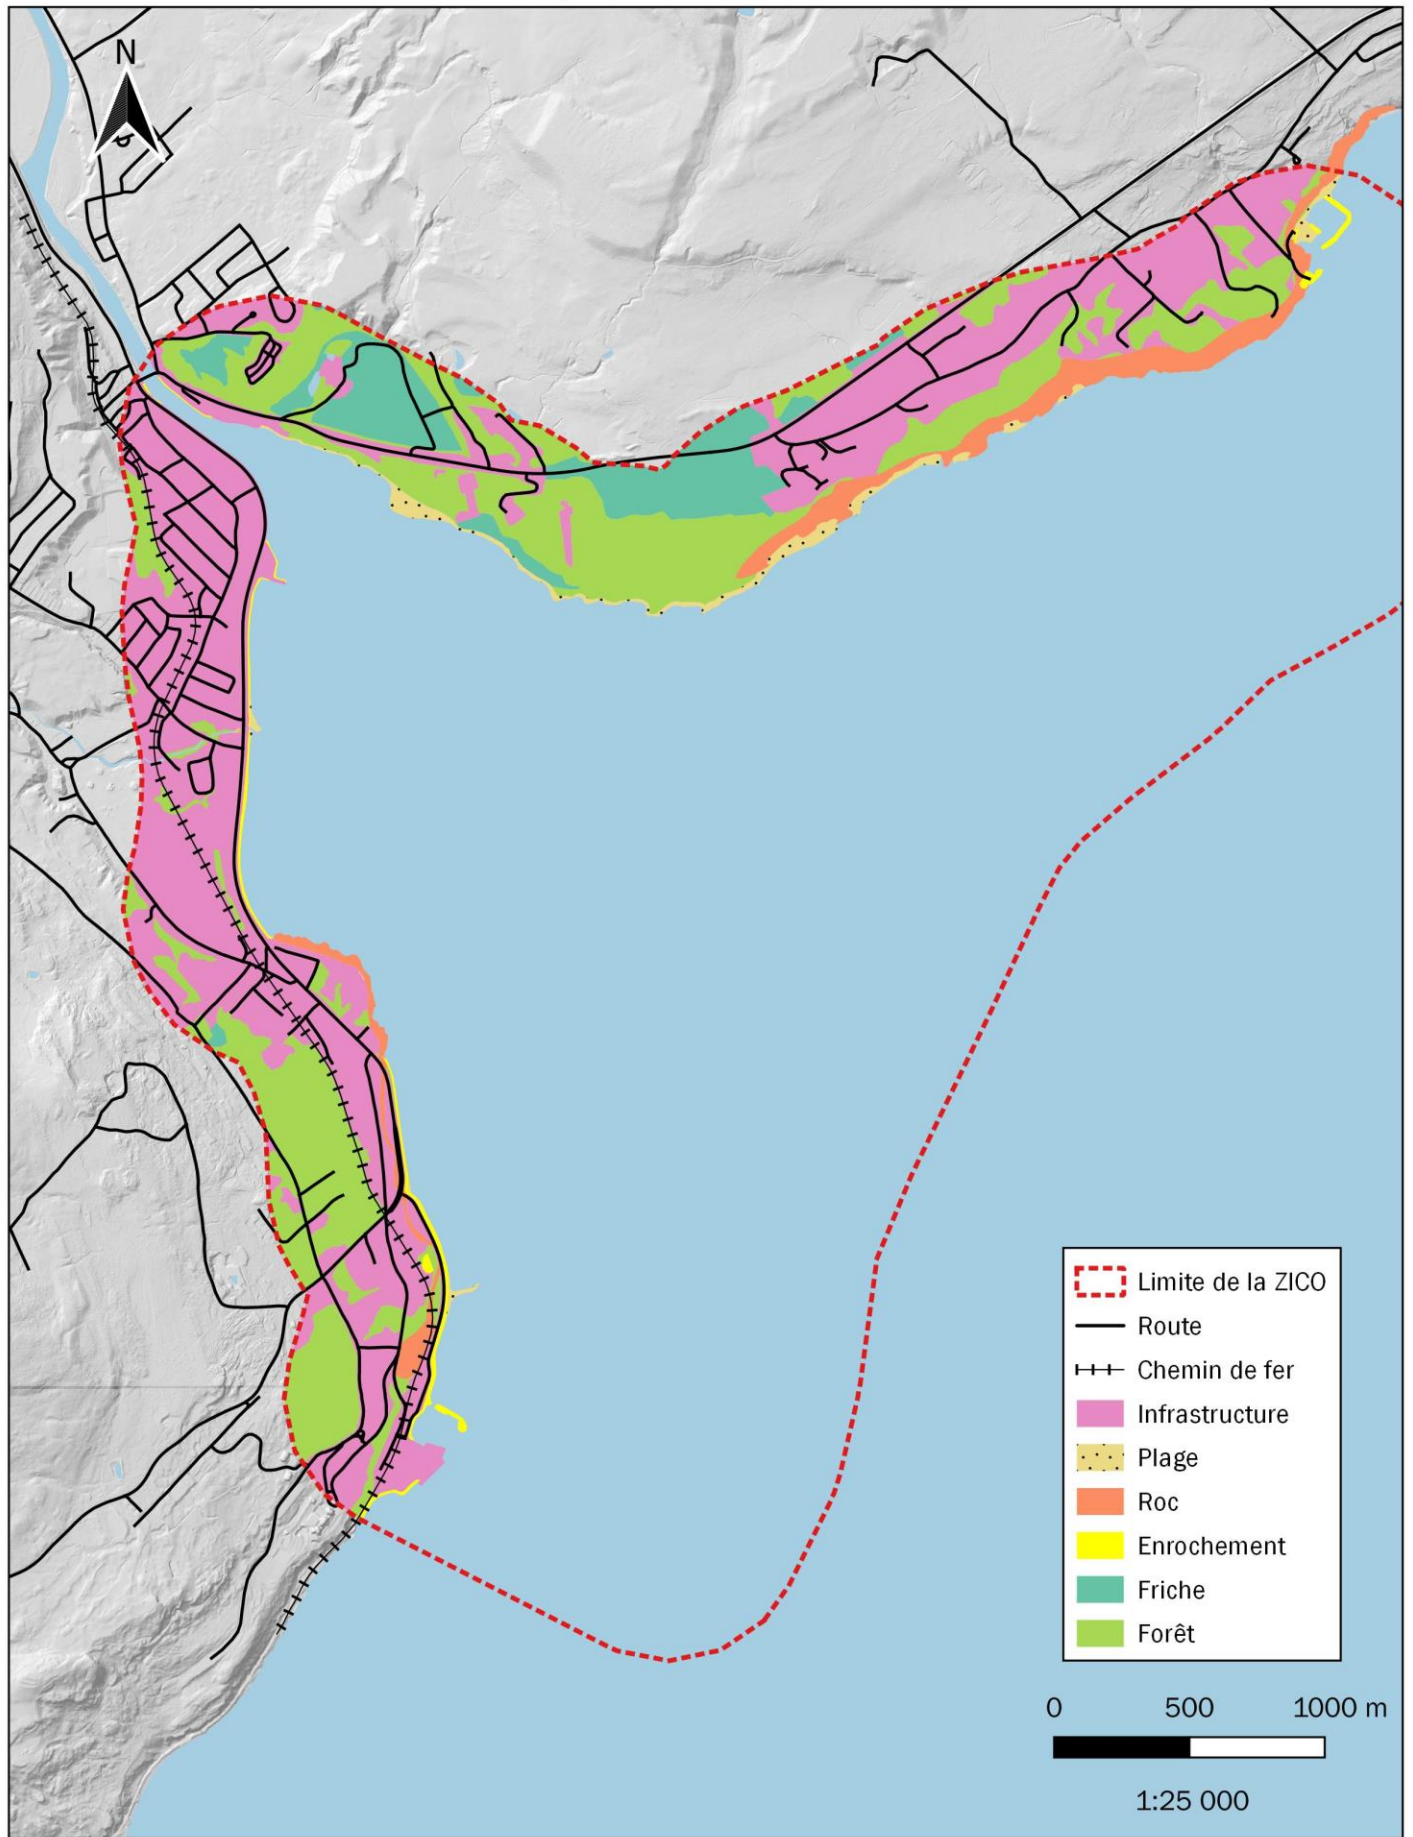 N
Limite de la ZICO
Route
Chemin de fer
Infrastructure
Plage
Roc
Enrochement
Friche
Forêt
0 500 1000 m
1:25 000